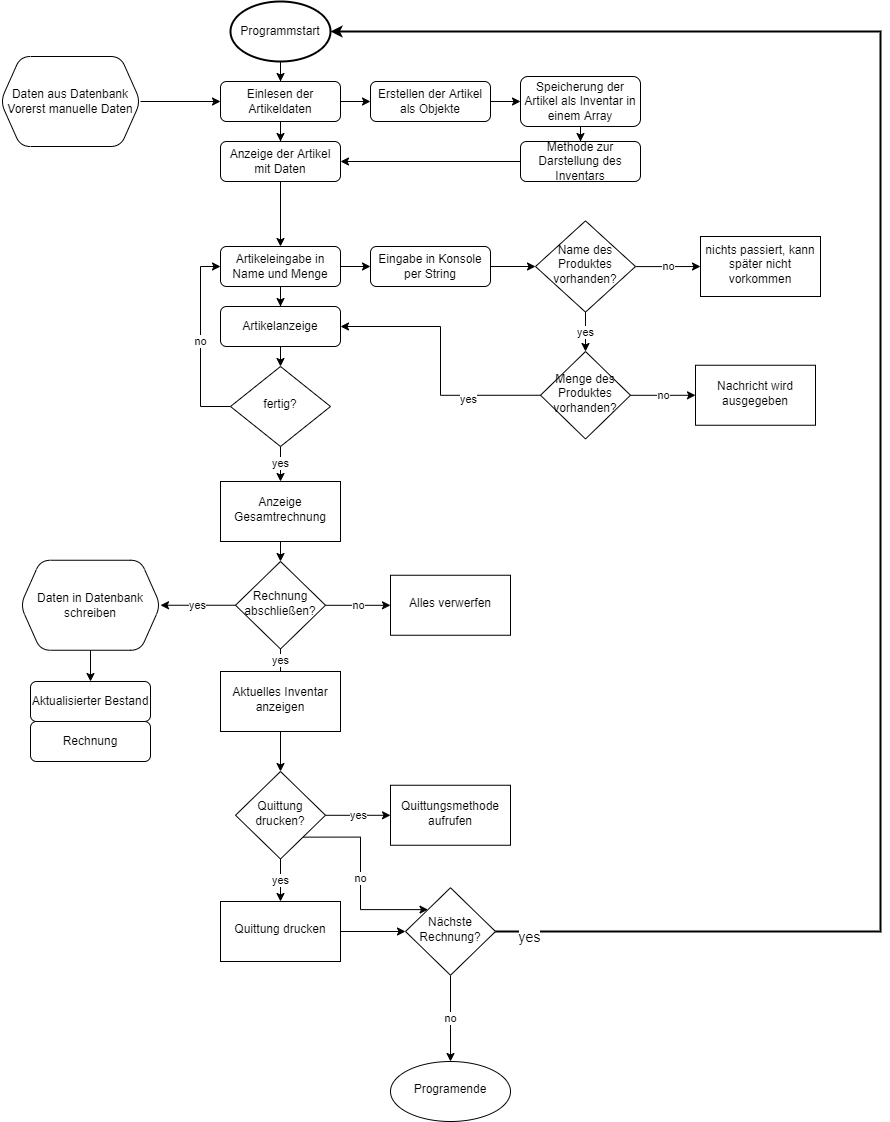 Programmstart
Daten aus Datenbank
Vorerst manuelle Daten
Einlesen der
Artikeldaten
Erstellen der Artikel
als Objekte
Speicherung der
Artikel als Inventar in
einem Array
Anzeige der Artikel
mit Daten
Methode zur
Darstellung des
Inventars
Artikeleingabe in
Name und Menge
Eingabe in Konsole
per String
Name des
Produktes
vorhanden?
no
nichts passiert, kann
später nicht
vorkommen
Artikelanzeige
no
yes
fertig?
yes
Menge des
Produktes
vorhanden?
no
Nachricht wird
ausgegeben
yes
Anzeige
Gesamtrechnung
Daten in Datenbank
schreiben
yes
Rechnung
abschließen?
no
Alles verwerfen
yes
Aktualisierter Bestand
Rechnung
Aktuelles Inventar
anzeigen
Quittung
drucken?
yes
Quittungsmethode
aufrufen
yes
no
Quittung drucken
Nächste
Rechnung?
yes
no
Programende